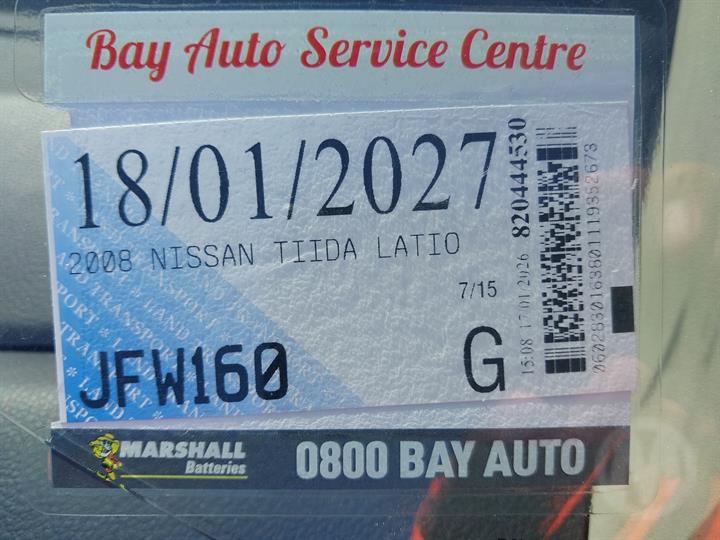 Bay Auto Service Centre
18/01/2027
2008 NISSAN TIIDA LATIO
7/15
JFW160
G
15:08 17/01/2026
820444530
0602630163801119352673
MARSHALL
Batteries
0800 BAY AUTO